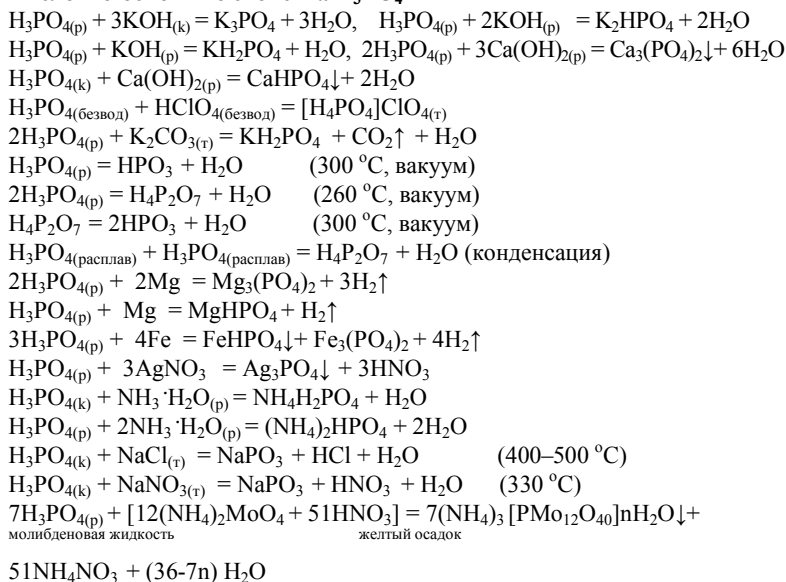 H₃PO₄₍ₚ₎ + 3KOH₍ₖ₎ = K₃PO₄ + 3H₂O, H₃PO₄₍ₚ₎ + 2KOH₍ₚ₎ = K₂HPO₄ + 2H₂O
H₃PO₄₍ₚ₎ + KOH₍ₚ₎ = KH₂PO₄ + H₂O, 2H₃PO₄₍ₚ₎ + 3Ca(OH)₂₍ₚ₎ = Ca₃(PO₄)₂↓+ 6H₂O
H₃PO₄₍ₖ₎ + Ca(OH)₂₍ₚ₎ = CaHPO₄↓+ 2H₂O
H₃PO₄(безвод) + HClO₄(безвод) = [H₄PO₄]ClO₄(т)
2H₃PO₄₍ₚ₎ + K₂CO₃(т) = KH₂PO₄ + CO₂↑ + H₂O
H₃PO₄₍ₚ₎ = HPO₃ + H₂O (300 °C, вакуум)
2H₃PO₄₍ₚ₎ = H₄P₂O₇ + H₂O (260 °C, вакуум)
H₄P₂O₇ = 2HPO₃ + H₂O (300 °C, вакуум)
H₃PO₄(расплав) + H₃PO₄(расплав) = H₄P₂O₇ + H₂O (конденсация)
2H₃PO₄₍ₚ₎ + 2Mg = Mg₃(PO₄)₂ + 3H₂↑
H₃PO₄₍ₚ₎ + Mg = MgHPO₄ + H₂↑
3H₃PO₄₍ₚ₎ + 4Fe = FeHPO₄↓+ Fe₃(PO₄)₂ + 4H₂↑
H₃PO₄₍ₚ₎ + 3AgNO₃ = Ag₃PO₄↓ + 3HNO₃
H₃PO₄₍ₖ₎ + NH₃·H₂O₍ₚ₎ = NH₄H₂PO₄ + H₂O
H₃PO₄₍ₚ₎ + 2NH₃·H₂O₍ₚ₎ = (NH₄)₂HPO₄ + 2H₂O
H₃PO₄₍ₖ₎ + NaCl(т) = NaPO₃ + HCl + H₂O (400–500 °C)
H₃PO₄₍ₖ₎ + NaNO₃(т) = NaPO₃ + HNO₃ + H₂O (330 °C)
7H₃PO₄₍ₚ₎ + [12(NH₄)₂MoO₄ + 51HNO₃] = 7(NH₄)₃ [PMo₁₂O₄₀]nH₂O↓+
молибденовая жидкость желтый осадок
51NH₄NO₃ + (36-7n) H₂O